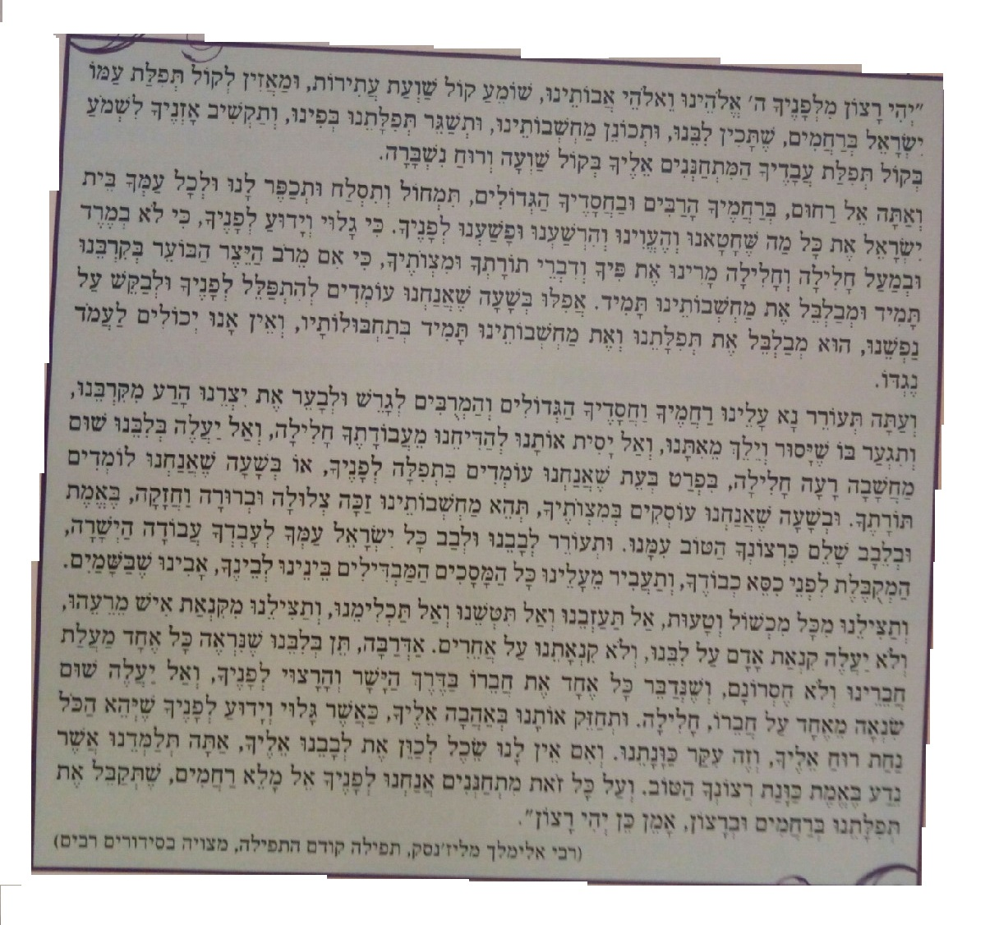 "יְהִי רָצוֹן מִלְּפָנֶיךָ ה' אֱלֹהֵינוּ וֵאלֹהֵי אֲבוֹתֵינוּ, שׁוֹמֵעַ קוֹל שַׁוְעַת עֲתִירוֹת, וּמַאֲזִין לְקוֹל תְּפִלַּת עַמּוֹ
יִשְׂרָאֵל בְּרַחֲמִים, שֶׁתָּכִין לִבֵּנוּ, וּתְכוֹנֵן מַחְשְׁבוֹתֵינוּ, וּתְשַׁגֵּר תְּפִלָּתֵנוּ בְּפִינוּ, וְתַקְשִׁיב אָזְנֶיךָ לִשְׁמֹעַ
בְּקוֹל תְּפִלַּת עֲבָדֶיךָ הַמִּתְחַנְּנִים אֵלֶיךָ בְּקוֹל שַׁוְעָה וְרוּחַ נִשְׁבָּרָה.
וְאַתָּה אֵל רַחוּם, בְּרַחֲמֶיךָ הָרַבִּים וּבַחֲסָדֶיךָ הַגְּדוֹלִים, תִּמְחוֹל וְתִסְלַח וּתְכַפֵּר לָנוּ וּלְכָל עַמְּךָ בֵּית
יִשְׂרָאֵל אֶת כָּל מַה שֶּׁחָטָאנוּ וְהֶעֱוִינוּ וְהִרְשַׁעְנוּ וּפָשַׁעְנוּ לְפָנֶיךָ. כִּי גָלוּי וְיָדוּעַ לְפָנֶיךָ, כִּי לֹא בְמֶרֶד
וּבְמַעַל חָלִילָה וְחָלִילָה מָרִינוּ אֶת פִּיךָ וְדִבְרֵי תוֹרָתְךָ וּמִצְוֹתֶיךָ, כִּי אִם מֵרֹב הַיֵּצֶר הַבּוֹעֵר בְּקִרְבֵּנוּ
תָּמִיד וּמְבַלְבֵּל אֶת מַחְשְׁבוֹתֵינוּ תָּמִיד. אֲפִלּוּ בְּשָׁעָה שֶׁאֲנַחְנוּ עוֹמְדִים לְהִתְפַּלֵּל לְפָנֶיךָ וּלְבַקֵּשׁ עַל
נַפְשֵׁנוּ, הוּא מְבַלְבֵּל אֶת תְּפִלָּתֵנוּ וְאֶת מַחְשְׁבוֹתֵינוּ תָּמִיד בְּתַחְבּוּלוֹתָיו, וְאֵין אָנוּ יְכוֹלִים לַעֲמֹד
נֶגְדּוֹ.
וְעַתָּה תְּעוֹרֵר נָא עָלֵינוּ רַחֲמֶיךָ וַחֲסָדֶיךָ הַגְּדוֹלִים וְהַמְרֻבִּים לְגָרֵשׁ וּלְבָעֵר אֶת יִצְרֵנוּ הָרַע מִקִּרְבֵּנוּ,
וְתִגְעַר בּוֹ שֶׁיָּסוּר וְיֵלֵךְ מֵאִתָּנוּ, וְאַל יָסִית אוֹתָנוּ לְהַדִּיחֵנוּ מֵעֲבוֹדָתְךָ חָלִילָה, וְאַל יַעֲלֶה בְּלִבֵּנוּ שׁוּם
מַחֲשָׁבָה רָעָה חָלִילָה, בִּפְרַט בְּעֵת שֶׁאֲנַחְנוּ עוֹמְדִים בִּתְפִלָּה לְפָנֶיךָ, אוֹ בְּשָׁעָה שֶׁאֲנַחְנוּ לוֹמְדִים
תּוֹרָתְךָ. וּבְשָׁעָה שֶׁאֲנַחְנוּ עוֹסְקִים בְּמִצְוֹתֶיךָ, תְּהֵא מַחְשְׁבוֹתֵינוּ זַכָּה צְלוּלָה וּבְרוּרָה וַחֲזָקָה, בֶּאֱמֶת
וּבְלֵבָב שָׁלֵם כִּרְצוֹנְךָ הַטּוֹב עִמָּנוּ. וּתְעוֹרֵר לְבָבֵנוּ וּלְבַב כָּל יִשְׂרָאֵל עַמְּךָ לְעָבְדְךָ עֲבוֹדָה הַיְשָׁרָה,
הַמְקֻבֶּלֶת לִפְנֵי כִסֵּא כְבוֹדֶךָ, וְתַעֲבִיר מֵעָלֵינוּ כָּל הַמָּסָכִים הַמַּבְדִּילִים בֵּינֵינוּ לְבֵינְךָ, אָבִינוּ שֶׁבַּשָּׁמַיִם.
וְתַצִּילֵנוּ מִכָּל מִכְשׁוֹל וְטָעוּת, אַל תַּעַזְבֵנוּ וְאַל תִּטְּשֵׁנוּ וְאַל תַּכְלִימֵנוּ, וְתַצִּילֵנוּ מִקִּנְאַת אִישׁ מֵרֵעֵהוּ,
וְלֹא יַעֲלֶה קִנְאַת אָדָם עַל לִבֵּנוּ, וְלֹא קִנְאָתֵנוּ עַל אֲחֵרִים. אַדְּרַבָּה, תֵּן בְּלִבֵּנוּ שֶׁנִּרְאֶה כָּל אֶחָד מַעֲלַת
חֲבֵרֵינוּ וְלֹא חֶסְרוֹנָם, וְשֶׁנְּדַבֵּר כָּל אֶחָד אֶת חֲבֵרוֹ בַּדֶּרֶךְ הַיָּשָׁר וְהָרָצוּי לְפָנֶיךָ, וְאַל יַעֲלֶה שׁוּם
שִׂנְאָה מֵאֶחָד עַל חֲבֵרוֹ, חָלִילָה. וּתְחַזֵּק אוֹתָנוּ בְּאַהֲבָה אֵלֶיךָ, כַּאֲשֶׁר גָּלוּי וְיָדוּעַ לְפָנֶיךָ שֶׁיְּהֵא הַכֹּל
נַחַת רוּחַ אֵלֶיךָ, וְזֶה עִקַּר כַּוָּנָתֵנוּ. וְאִם אֵין לָנוּ שֵׂכֶל לְכַוֵּן אֶת לְבָבֵנוּ אֵלֶיךָ, אַתָּה תְלַמְּדֵנוּ אֲשֶׁר
נֵדַע בֶּאֱמֶת כַּוָּנַת רְצוֹנְךָ הַטּוֹב. וְעַל כָּל זֹאת מִתְחַנְּנִים אֲנַחְנוּ לְפָנֶיךָ אֵל מָלֵא רַחֲמִים, שֶׁתְּקַבֵּל אֶת
תְּפִלָּתֵנוּ בְּרַחֲמִים וּבְרָצוֹן, אָמֵן כֵּן יְהִי רָצוֹן".
(רבי אלימלך מליז'נסק, תפילה קודם התפילה, מצויה בסידורים רבים)